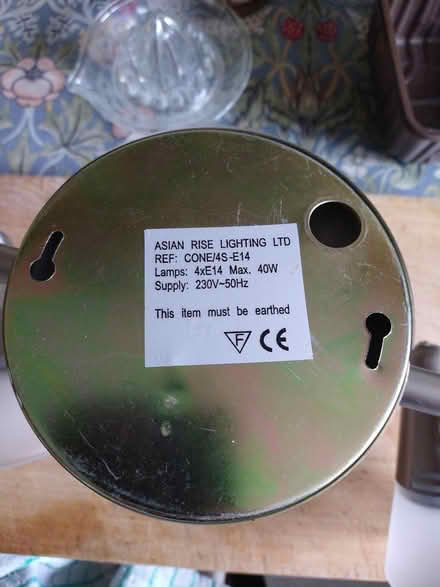 ASIAN RISE LIGHTING LTD
REF: CONE/4S-E14
Lamps: 4xE14 Max. 40W
Supply: 230V~50Hz
This item must be earthed
F CE